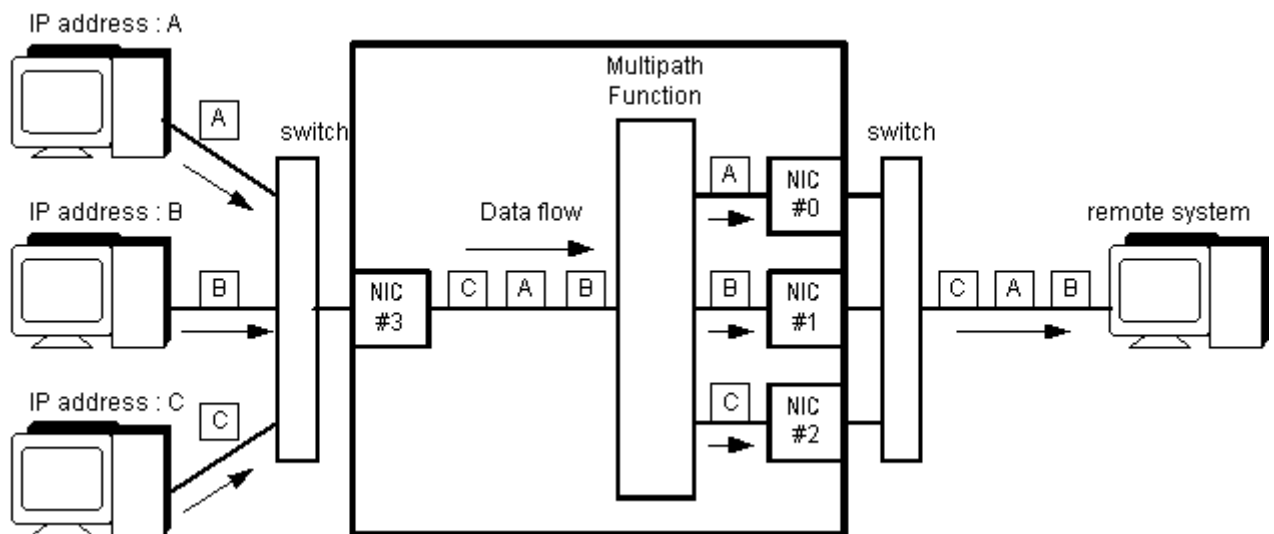 IP address : A
A
switch
IP address : B
B
IP address : C
C
NIC
#3
Data flow
C A B
Multipath
Function
A
NIC
#0
B
NIC
#1
C
NIC
#2
switch
C A B
remote system